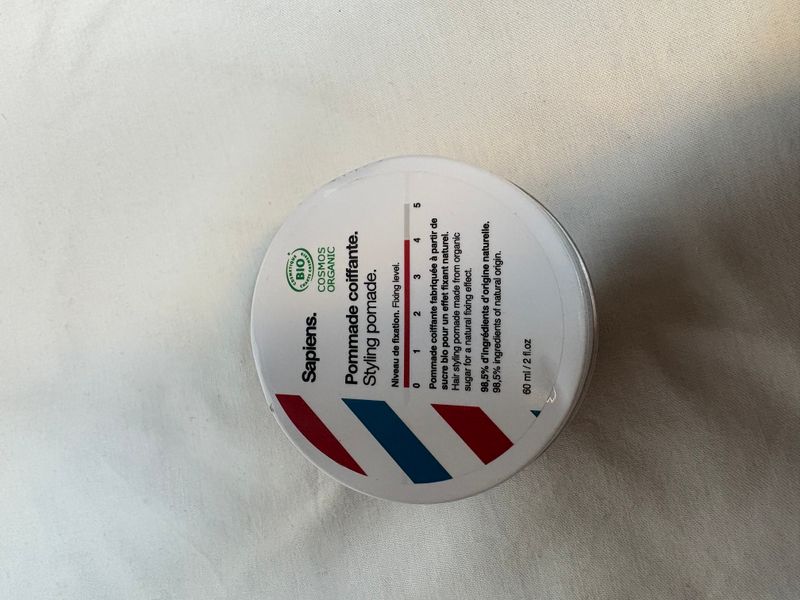 BIO
COSMOS
ORGANIC
Sapiens.
Pommade coiffante.
Styling pomade.
Niveau de fixation. Fixing level.
0 1 2 3 4 5
Pommade coiffante fabriquée à partir de
sucre bio pour un effet fixant naturel.
Hair styling pomade made from organic
sugar for a natural fixing effect.
98,5% d'ingrédients d'origine naturelle.
98,5% ingredients of natural origin.
60 ml / 2 fl.oz